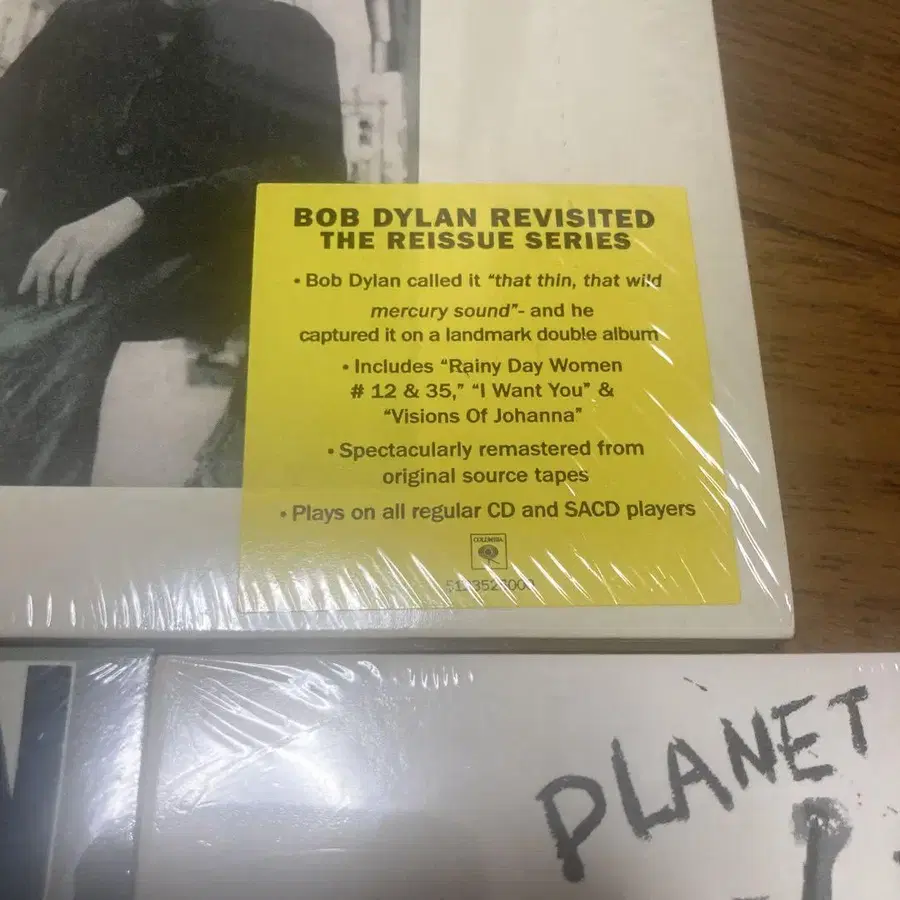 BOB DYLAN REVISITED
THE REISSUE SERIES
• Bob Dylan called it “that thin, that wild
mercury sound”- and he
captured it on a landmark double album
• Includes “Rainy Day Women
# 12 & 35,” “I Want You” &
“Visions Of Johanna”
• Spectacularly remastered from
original source tapes
• Plays on all regular CD and SACD players
COLUMBIA
PLANET